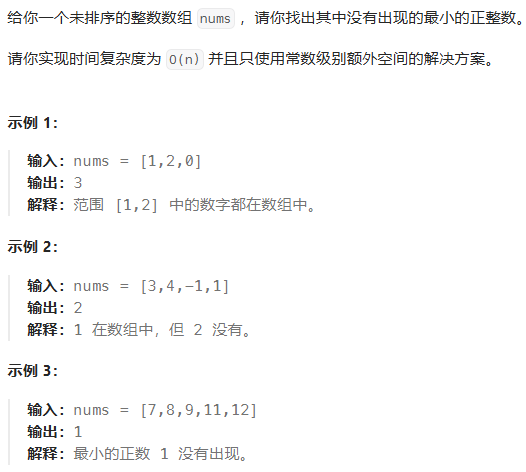 给你一个未排序的整数数组 nums ，请你找出其中没有出现的最小的正整数。
请你实现时间复杂度为 O(n) 并且只使用常数级别额外空间的解决方案。
示例 1：
输入：nums = [1,2,0]
输出：3
解释：范围 [1,2] 中的数字都在数组中。
示例 2：
输入：nums = [3,4,-1,1]
输出：2
解释：1 在数组中，但 2 没有。
示例 3：
输入：nums = [7,8,9,11,12]
输出：1
解释：最小的正数 1 没有出现。